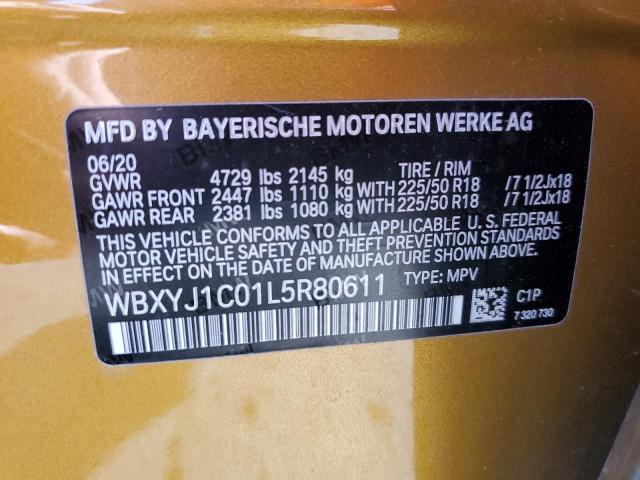 MFD BY BAYERISCHE MOTOREN WERKE AG
06/20
GVWR 4729 lbs 2145 kg TIRE / RIM
GAWR FRONT 2447 lbs 1110 kg WITH 225/50 R18 /7 1/2Jx18
GAWR REAR 2381 lbs 1080 kg WITH 225/50 R18 /7 1/2Jx18
THIS VEHICLE CONFORMS TO ALL APPLICABLE U.S. FEDERAL
MOTOR VEHICLE SAFETY AND THEFT PREVENTION STANDARDS
IN EFFECT ON THE DATE OF MANUFACTURE SHOWN ABOVE.
WBXYJ1C01L5R80611 TYPE: MPV
C1P
7 320 730